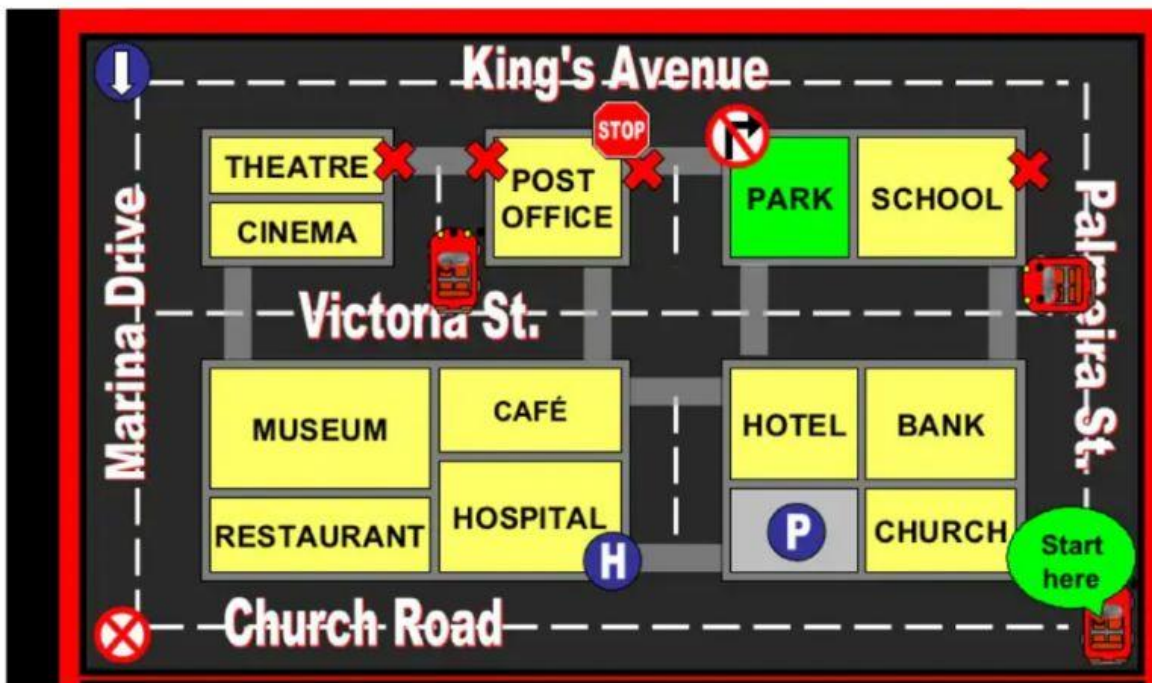 King's Avenue
STOP
THEATRE
CINEMA
POST
OFFICE
PARK
SCHOOL
Marina Drive
Palmeira St.
Victoria St.
MUSEUM
CAFÉ
HOTEL
BANK
RESTAURANT
HOSPITAL
H
P
CHURCH
Start
here
Church Road